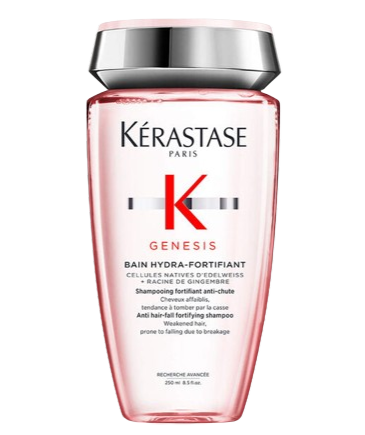 KÉRASTASE
PARIS
K
GENESIS
BAIN HYDRA-FORTIFIANT
CELLULES NATIVES D'EDELWEISS
+ RACINE DE GINGEMBRE
Shampooing fortifiant anti-chute
Cheveux affaiblis,
tendance à tomber par la casse
Anti hair-fall fortifying shampoo
Weakened hair,
prone to falling due to breakage
RECHERCHE AVANCÉE
250 ml 8.5 fl.oz.